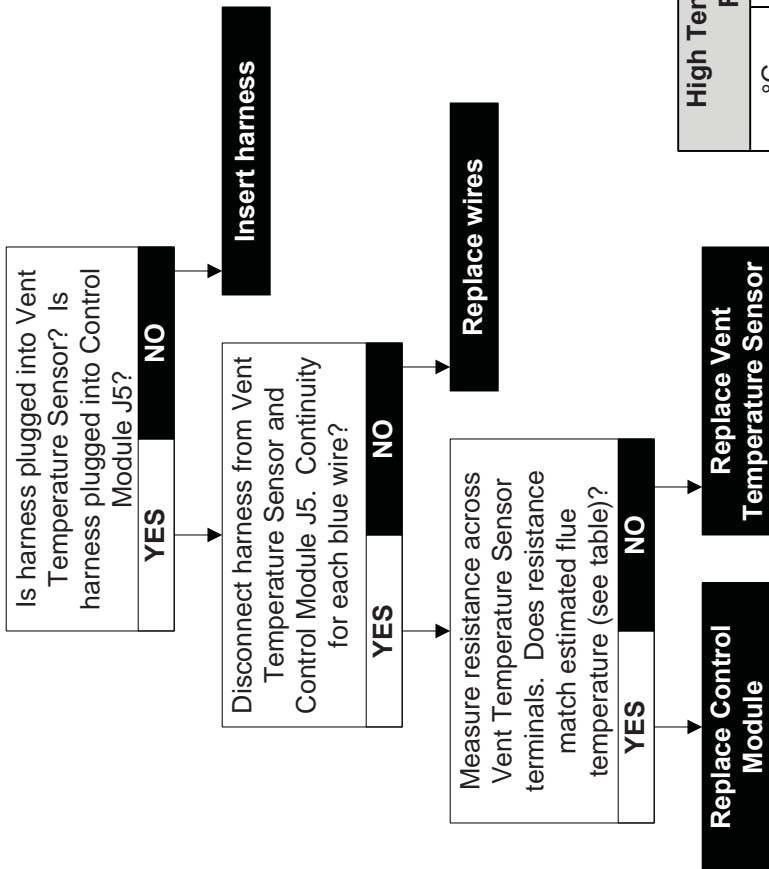 Is harness plugged into Vent
Temperature Sensor? Is
harness plugged into Control
Module J5?
YES
NO
Insert harness
Disconnect harness from Vent
Temperature Sensor and
Control Module J5. Continuity
for each blue wire?
YES
NO
Replace wires
Measure resistance across
Vent Temperature Sensor
terminals. Does resistance
match estimated flue
temperature (see table)?
YES
NO
Replace Control
Module
Replace Vent
Temperature Sensor
High